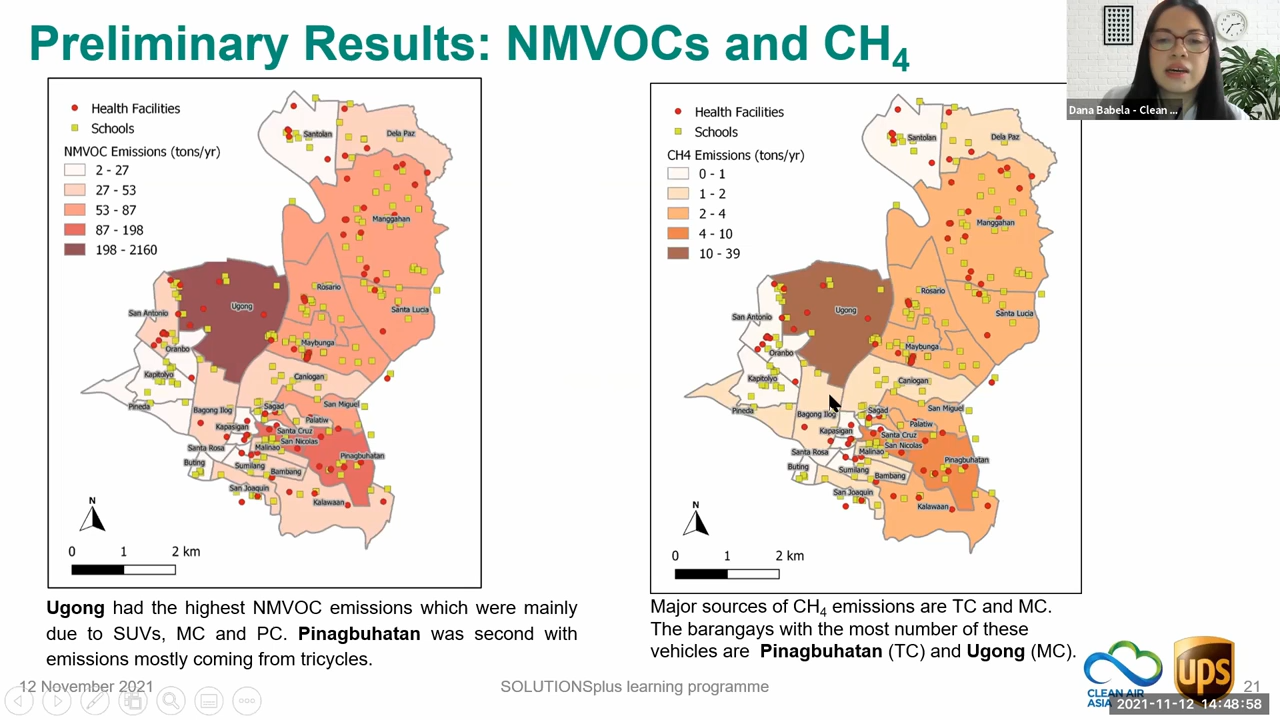 Preliminary Results: NMVOCs and CH4
Dana Babela - Clean ...
Health Facilities
Schools
NMVOC Emissions (tons/yr)
2 - 27
27 - 53
53 - 87
87 - 198
198 - 2160
Santolan
Dela Paz
Manggahan
Rosario
Santa Lucia
Ugong
San Antonio
Maybunga
Oranbo
Kapitolyo
Caniogan
Pineda
Bagong Ilog
Sagad
San Miguel
Kapasigan
Palatiw
Santa Cruz
San Nicolas
Santa Rosa
Malinao
Pinagbuhatan
Buting
Sumilang
Bambang
San Joaquin
Kalawaan
N
0 1 2 km
Health Facilities
Schools
CH4 Emissions (tons/yr)
0 - 1
1 - 2
2 - 4
4 - 10
10 - 39
Santolan
Dela Paz
Manggahan
Rosario
Santa Lucia
Ugong
San Antonio
Maybunga
Oranbo
Kapitolyo
Caniogan
Pineda
Bagong Ilog
Sagad
San Miguel
Kapasigan
Palatiw
Santa Cruz
San Nicolas
Santa Rosa
Malinao
Pinagbuhatan
Buting
Sumilang
Bambang
San Joaquin
Kalawaan
N
0 1 2 km
Ugong had the highest NMVOC emissions which were mainly
due to SUVs, MC and PC. Pinagbuhatan was second with
emissions mostly coming from tricycles.
Major sources of CH4 emissions are TC and MC.
The barangays with the most number of these
vehicles are Pinagbuhatan (TC) and Ugong (MC).
12 November 2021
SOLUTIONSplus learning programme
CLEAN AIR
ASIA
ups
21
2021-11-12 14:48:58